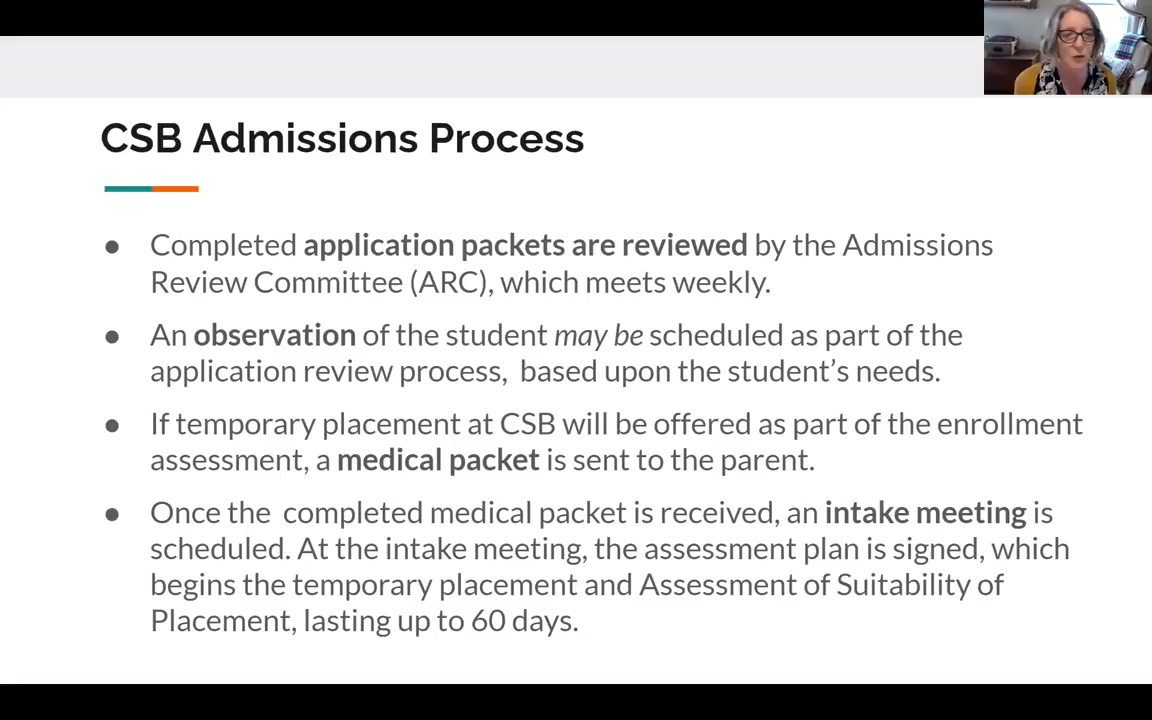 CSB Admissions Process
● Completed application packets are reviewed by the Admissions
Review Committee (ARC), which meets weekly.
● An observation of the student may be scheduled as part of the
application review process,  based upon the student’s needs.
● If temporary placement at CSB will be offered as part of the enrollment
assessment, a medical packet is sent to the parent.
● Once the  completed medical packet is received, an intake meeting is
scheduled. At the intake meeting, the assessment plan is signed, which
begins the temporary placement and Assessment of Suitability of
Placement, lasting up to 60 days.